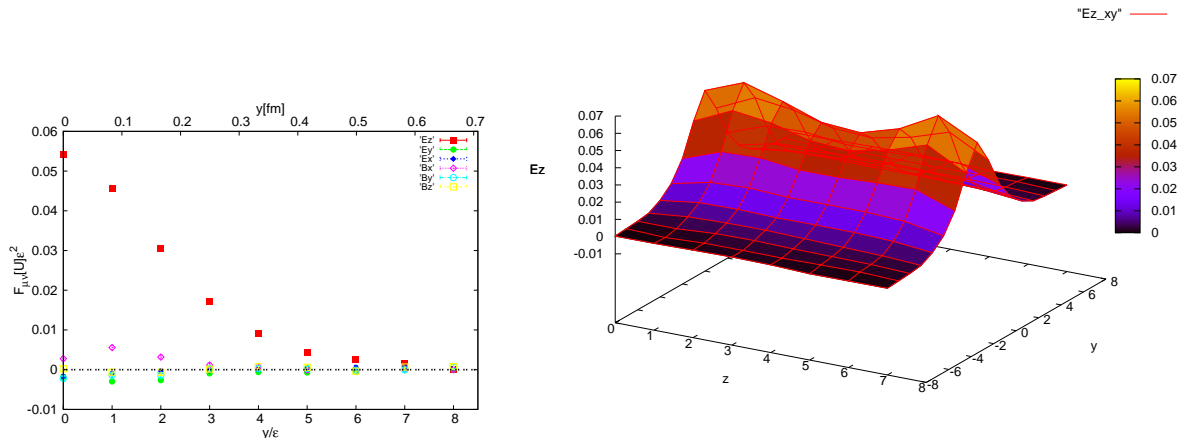 y[fm]
0 0.1 0.2 0.3 0.4 0.5 0.6 0.7
0.06
0.05
0.04
0.03
0.02
0.01
0
-0.01
F_μν[U]ε²
'Ez'
'Ey'
'Ex'
'Bx'
'By'
'Bz'
0 1 2 3 4 5 6 7 8
y/ε
"Ez_xy"
Ez
0.07
0.06
0.05
0.04
0.03
0.02
0.01
0
-0.01
0 1 2 3 4 5 6 7 8
z
-8 -6 -4 -2 0 2 4 6 8
y
0.07
0.06
0.05
0.04
0.03
0.02
0.01
0